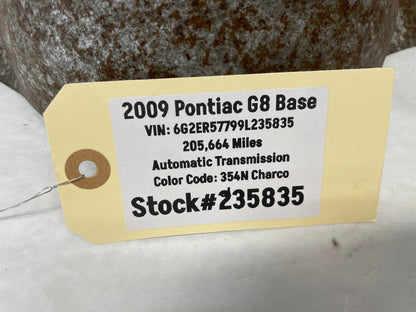 2009 Pontiac G8 Base
VIN: 6G2ER57799L235835
205,664 Miles
Automatic Transmission
Color Code: 354N Charco
Stock#235835